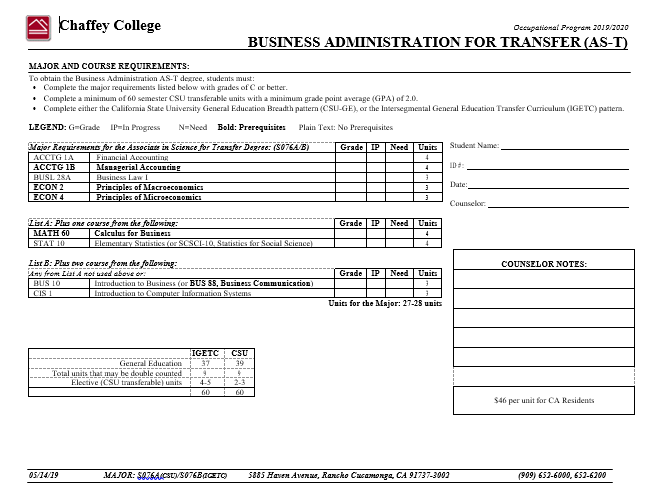 Chaffey College
Occupational Program 2019/2020
BUSINESS ADMINISTRATION FOR TRANSFER (AS-T)
MAJOR AND COURSE REQUIREMENTS:
To obtain the Business Administration AS-T degree, students must:
• Complete the major requirements listed below with grades of C or better.
• Complete a minimum of 60 semester CSU transferable units with a minimum grade point average (GPA) of 2.0.
• Complete either the California State University General Education Breadth pattern (CSU-GE), or the Intersegmental General Education Transfer Curriculum (IGETC) pattern.
LEGEND: G=Grade IP=In Progress N=Need Bold: Prerequisites Plain Text: No Prerequisites
Major Requirements for the Associate in Science for Transfer Degree: (S076A/B) Grade IP Need Units
ACCTG 1A Financial Accounting 4
ACCTG 1B Managerial Accounting 4
BUSL 28A Business Law I 3
ECON 2 Principles of Macroeconomics 3
ECON 4 Principles of Microeconomics 3
Student Name:
ID#:
Date:
Counselor:
List A: Plus one course from the following: Grade IP Need Units
MATH 60 Calculus for Business 4
STAT 10 Elementary Statistics (or SCSCI-10, Statistics for Social Science) 4
List B: Plus two course from the following:
Any from List A not used above or: Grade IP Need Units
BUS 10 Introduction to Business (or BUS 88, Business Communication) 3
CIS 1 Introduction to Computer Information Systems 3
Units for the Major: 27-28 units
COUNSELOR NOTES:
$46 per unit for CA Residents
IGETC CSU
General Education 37 39
Total units that may be double counted 9 9
Elective (CSU transferable) units 4-5 2-3
60 60
05/14/19 MAJOR: S076A(CSU)/S076B(IGETC) 5885 Haven Avenue, Rancho Cucamonga, CA 91737-3002 (909) 652-6000, 652-6200